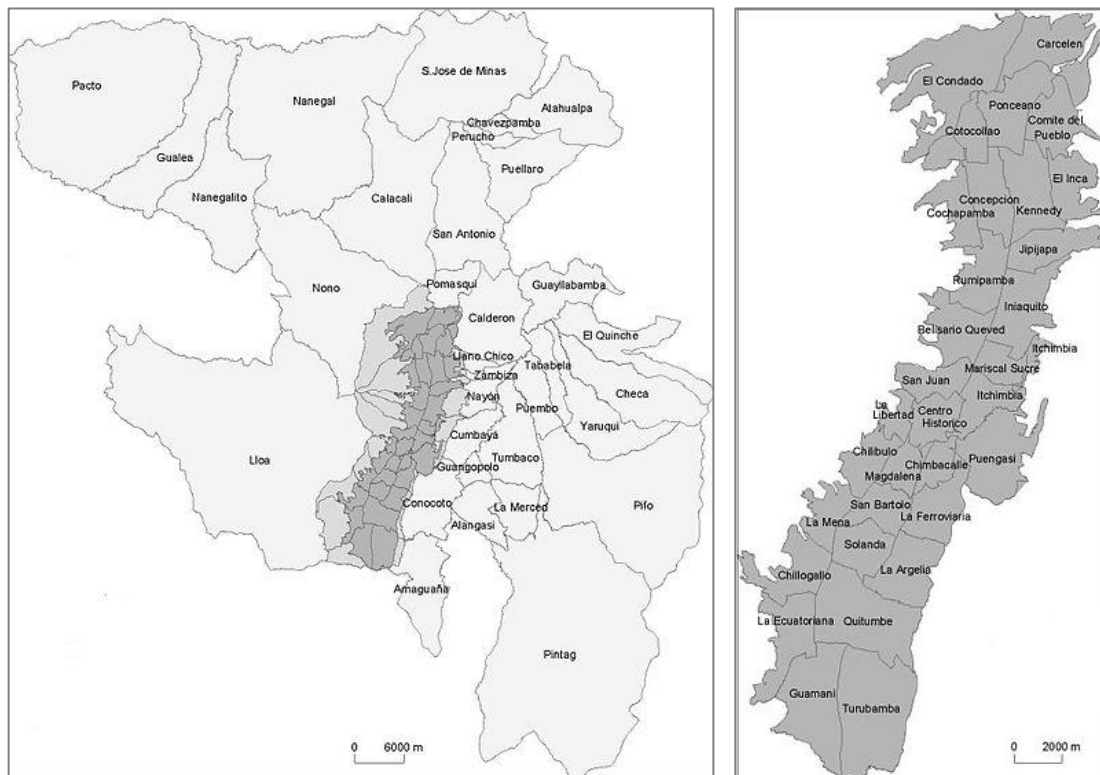 S.Jose de Minas
Pacto
Nanegal
Atahualpa
Chavezpamba
Perucho
Gualea
Puellaro
Nanegalito
Calacali
San Antonio
Nono
Pomasqui
Guayllabamba
Calderon
El Quinche
Llano Chico
Tababela
Zambiza
Checa
Nayón
Puembo
Yaruqui
Cumbayá
Lloa
Tumbaco
Guangopolo
Conocoto
La Merced
Pifo
Alangasi
Amaguaña
Pintag
0 6000 m
Carcelen
El Condado
Ponceano
Comite del
Pueblo
Cotocollao
El Inca
Concepción
Cochapamba
Kennedy
Jipijapa
Rumipamba
Iniaquito
Belisario Queved
Itchimbia
Mariscal Sucre
San Juan
Itchimbia
La
Libertad
Centro
Historico
Chilibulo
Puengasi
Chimbacalle
Magdalena
San Bartolo
La Ferroviaria
La Mena
Solanda
La Argelia
Chillogallo
La Ecuatoriana
Quitumbe
Guamani
Turubamba
0 2000 m